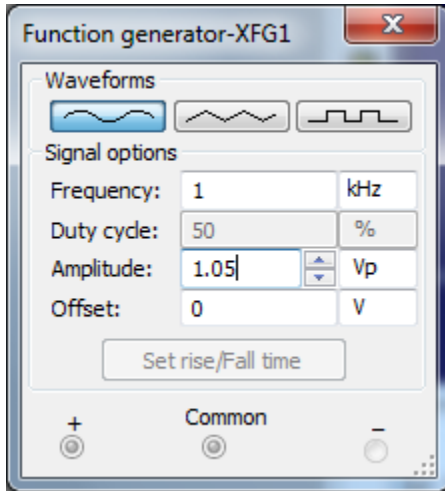 Function generator-XFG1
Waveforms
Signal options
Frequency: 1 kHz
Duty cycle: 50 %
Amplitude: 1.05 Vp
Offset: 0 V
Set rise/Fall time
+ Common −